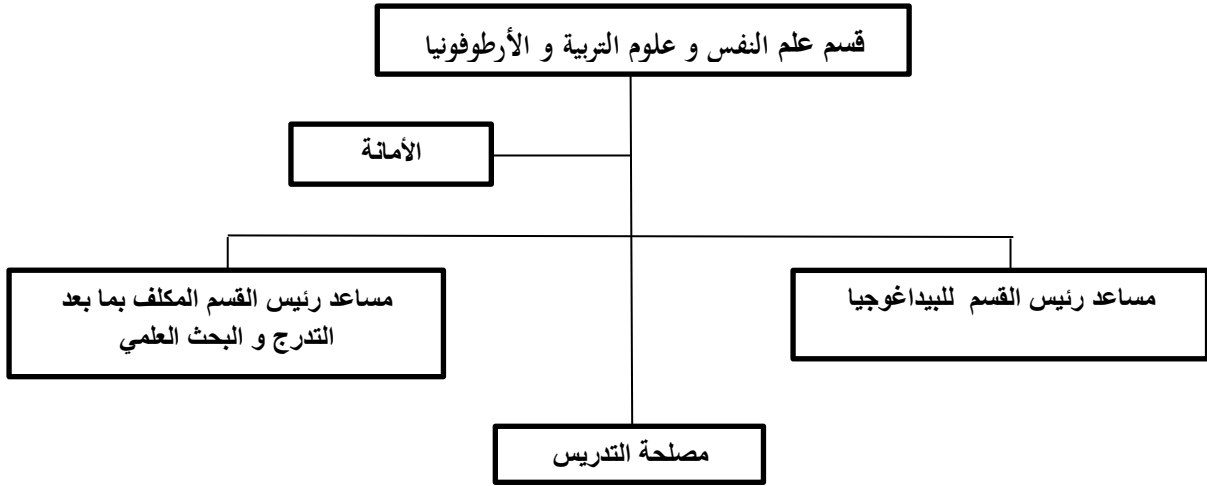 قسم علم النفس و علوم التربية و الأرطوفونيا
الأمانة
مساعد رئيس القسم للبيداغوجيا
مساعد رئيس القسم المكلف بما بعد
التدرج و البحث العلمي
مصلحة التدريس